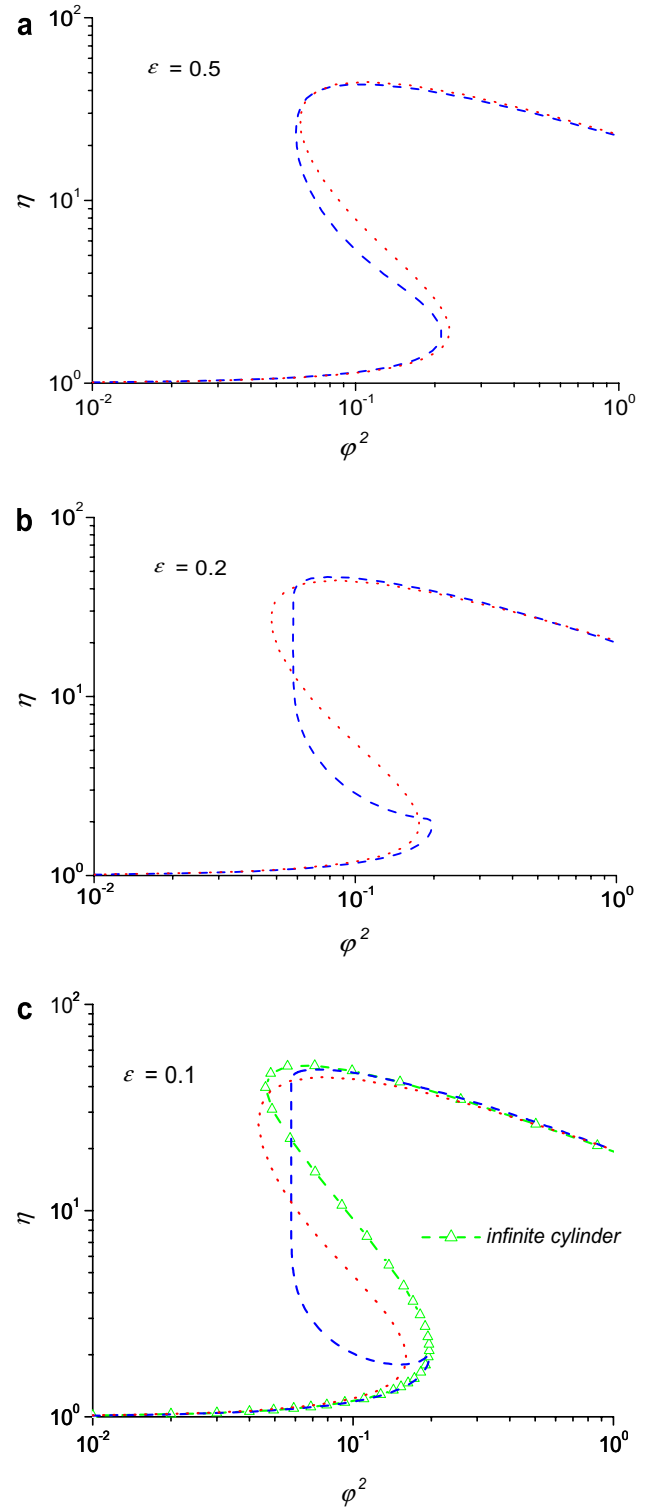 a
10²
ε = 0.5
η
10¹
10⁰
10⁻² 10⁻¹ 10⁰
φ²
b
10²
ε = 0.2
η
10¹
10⁰
10⁻² 10⁻¹ 10⁰
φ²
c
10²
ε = 0.1
η
10¹
infinite cylinder
10⁰
10⁻² 10⁻¹ 10⁰
φ²